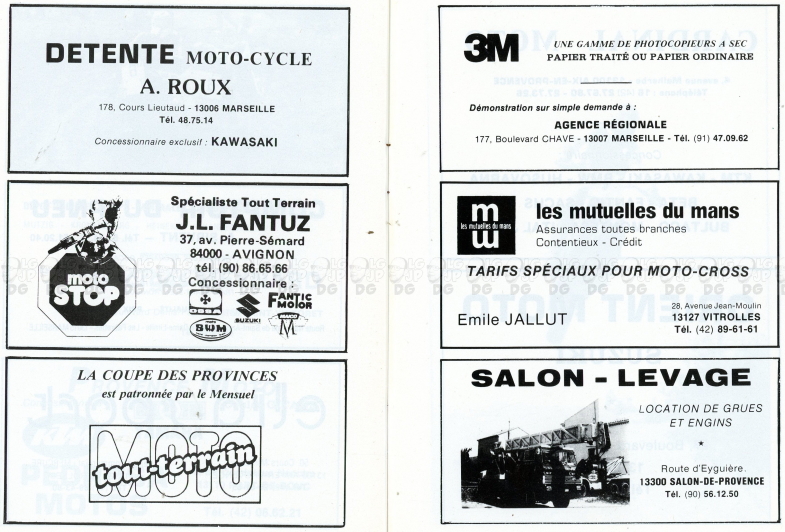 DETENTE MOTO-CYCLE
A. ROUX
178, Cours Lieutaud - 13006 MARSEILLE
Tél. 48.75.14
Concessionnaire exclusif : KAWASAKI
moto
STOP
Spécialiste Tout Terrain
J.L. FANTUZ
37, av. Pierre-Sémard
84000 - AVIGNON
tél. (90) 86.65.66
Concessionnaire :
OSSA
SUZUKI
FANTIC
MOTOR
SWM
LA COUPE DES PROVINCES
est patronnée par le Mensuel
MOTO
tout-terrain
3M
UNE GAMME DE PHOTOCOPIEURS A SEC
PAPIER TRAITÉ OU PAPIER ORDINAIRE
Démonstration sur simple demande à :
AGENCE RÉGIONALE
177, Boulevard CHAVE - 13007 MARSEILLE - Tél. (91) 47.09.62
les mutuelles du mans
les mutuelles du mans
Assurances toutes branches
Contentieux - Crédit
TARIFS SPÉCIAUX POUR MOTO-CROSS
Emile JALLUT
28, Avenue Jean-Moulin
13127 VITROLLES
Tél. (42) 89-61-61
SALON - LEVAGE
LOCATION DE GRUES
ET ENGINS
*
Route d'Eyguière.
13300 SALON-DE-PROVENCE
Tél. (90) 56.12.50